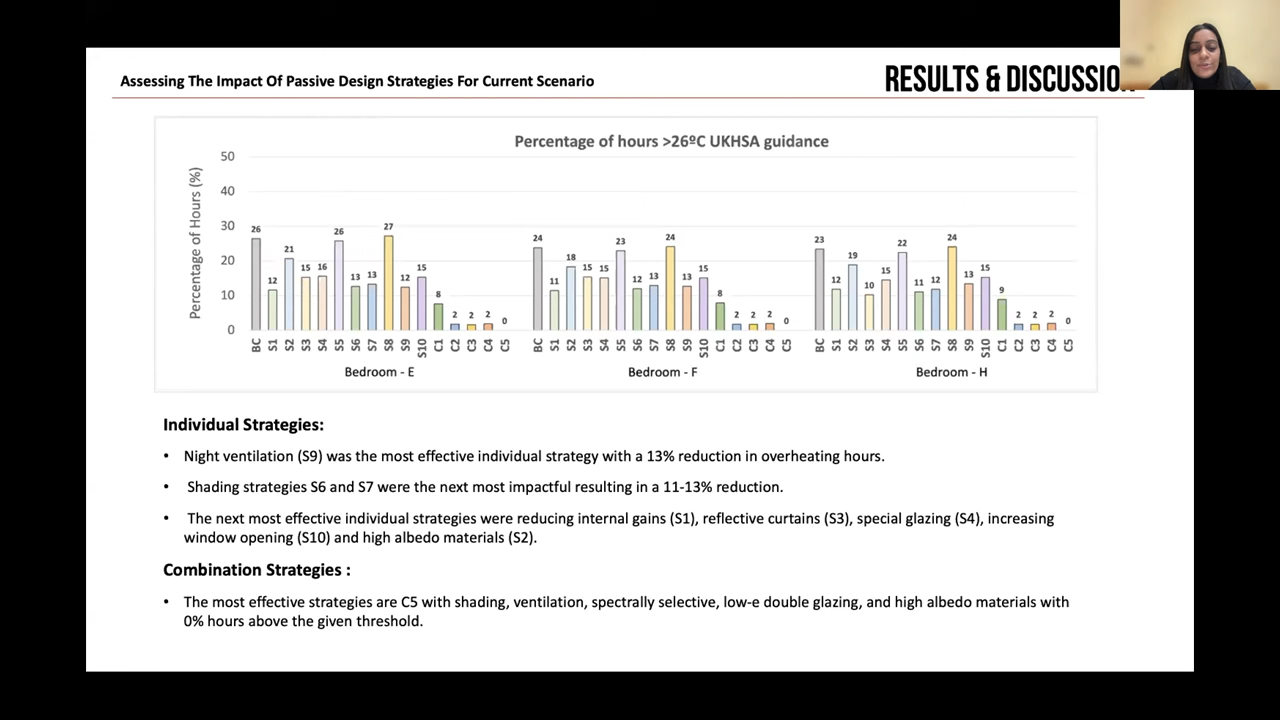 Assessing The Impact Of Passive Design Strategies For Current Scenario
RESULTS & DISCUSSION
Percentage of hours >26ºC UKHSA guidance
Percentage of Hours (%)
50
40
30
20
10
0
26 12 21 15 16 26 13 13 27 12 15 8 2 2 2 0
24 11 18 15 15 23 12 13 24 13 15 8 2 2 2 0
23 12 19 10 15 22 11 12 24 13 15 9 2 2 2 0
BC S1 S2 S3 S4 S5 S6 S7 S8 S9 S10 C1 C2 C3 C4 C5
BC S1 S2 S3 S4 S5 S6 S7 S8 S9 S10 C1 C2 C3 C4 C5
BC S1 S2 S3 S4 S5 S6 S7 S8 S9 S10 C1 C2 C3 C4 C5
Bedroom - E
Bedroom - F
Bedroom - H
Individual Strategies:
• Night ventilation (S9) was the most effective individual strategy with a 13% reduction in overheating hours.
• Shading strategies S6 and S7 were the next most impactful resulting in a 11-13% reduction.
• The next most effective individual strategies were reducing internal gains (S1), reflective curtains (S3), special glazing (S4), increasing
window opening (S10) and high albedo materials (S2).
Combination Strategies :
• The most effective strategies are C5 with shading, ventilation, spectrally selective, low-e double glazing, and high albedo materials with
0% hours above the given threshold.